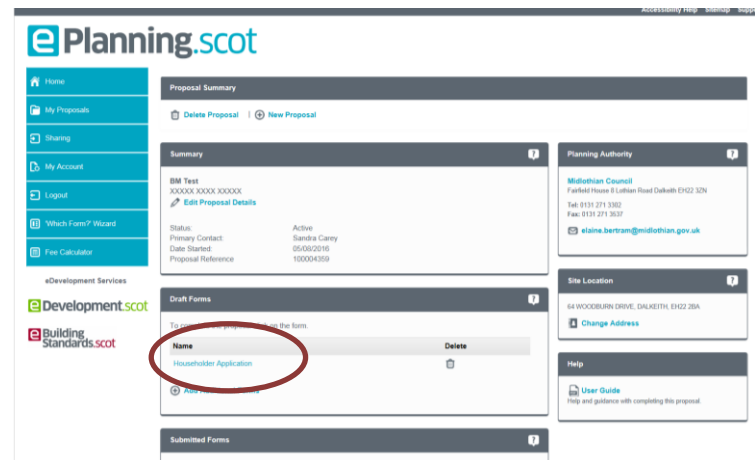 Accessibility Help Sitemap
ePlanning.scot
Home
My Proposals
Sharing
My Account
Logout
'Which Form?' Wizard
Fee Calculator
eDevelopment Services
eDevelopment.scot
eBuilding
Standards.scot
Proposal Summary
Delete Proposal | New Proposal
Summary ?
BM Test
XXXXX XXXX XXXXX
Edit Proposal Details
Status: Active
Primary Contact: Sandra Carey
Date Started: 05/08/2016
Proposal Reference 100004359
Draft Forms ?
on the form.
Name Delete
Householder Application
Submitted Forms ?
Planning Authority ?
Midlothian Council
Fairfield House 8 Lothian Road Dalkeith EH22 3ZN
Tel: 0131 271 3302
Fax: 0131 271 3537
elaine.bertram@midlothian.gov.uk
Site Location ?
64 WOODBURN DRIVE, DALKEITH, EH22 2BA
Change Address
Help
User Guide
Help and guidance with completing this proposal.